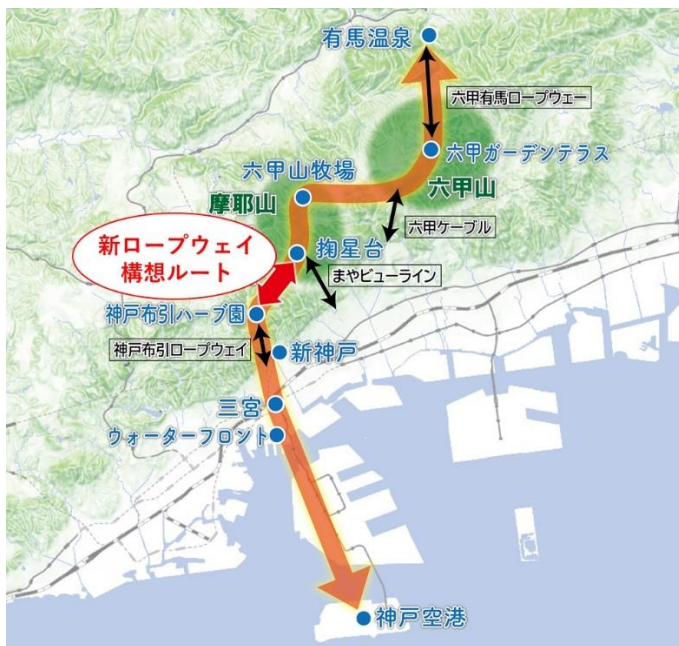 有馬温泉
六甲有馬ロープウェー
六甲ガーデンテラス
六甲山牧場
六甲山
摩耶山
六甲ケーブル
新ロープウェイ
構想ルート
掬星台
まやビューライン
神戸布引ハーブ園
神戸布引ロープウェイ
新神戸
三宮
ウォーターフロント
神戸空港